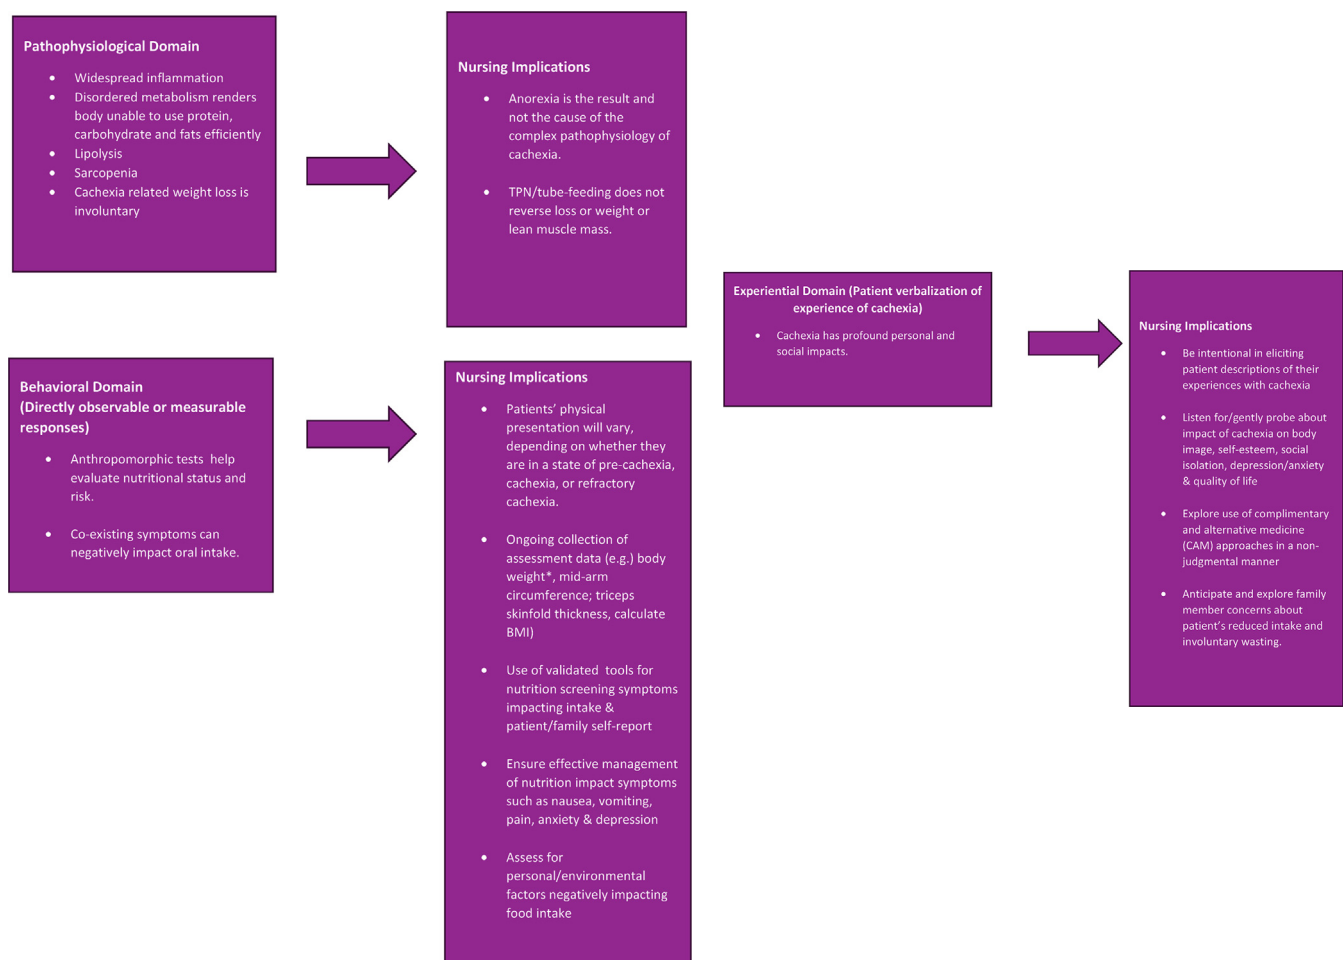 Pathophysiological Domain
• Widespread inflammation
• Disordered metabolism renders
body unable to use protein,
carbohydrate and fats efficiently
• Lipolysis
• Sarcopenia
• Cachexia related weight loss is
involuntary
Nursing Implications
• Anorexia is the result and
not the cause of the
complex pathophysiology of
cachexia.
• TPN/tube-feeding does not
reverse loss or weight or
lean muscle mass.
Behavioral Domain
(Directly observable or measurable
responses)
• Anthropomorphic tests help
evaluate nutritional status and
risk.
• Co-existing symptoms can
negatively impact oral intake.
Nursing Implications
• Patients’ physical
presentation will vary,
depending on whether they
are in a state of pre-cachexia,
cachexia, or refractory
cachexia.
• Ongoing collection of
assessment data (e.g.) body
weight*, mid-arm
circumference; triceps
skinfold thickness, calculate
BMI)
• Use of validated tools for
nutrition screening symptoms
impacting intake &
patient/family self-report
• Ensure effective management
of nutrition impact symptoms
such as nausea, vomiting,
pain, anxiety & depression
• Assess for
personal/environmental
factors negatively impacting
food intake
Experiential Domain (Patient verbalization of
experience of cachexia)
• Cachexia has profound personal and
social impacts.
Nursing Implications
• Be intentional in eliciting
patient descriptions of their
experiences with cachexia
• Listen for/gently probe about
impact of cachexia on body
image, self-esteem, social
isolation, depression/anxiety
& quality of life
• Explore use of complimentary
and alternative medicine
(CAM) approaches in a non-
judgmental manner
• Anticipate and explore family
member concerns about
patient’s reduced intake and
involuntary wasting.